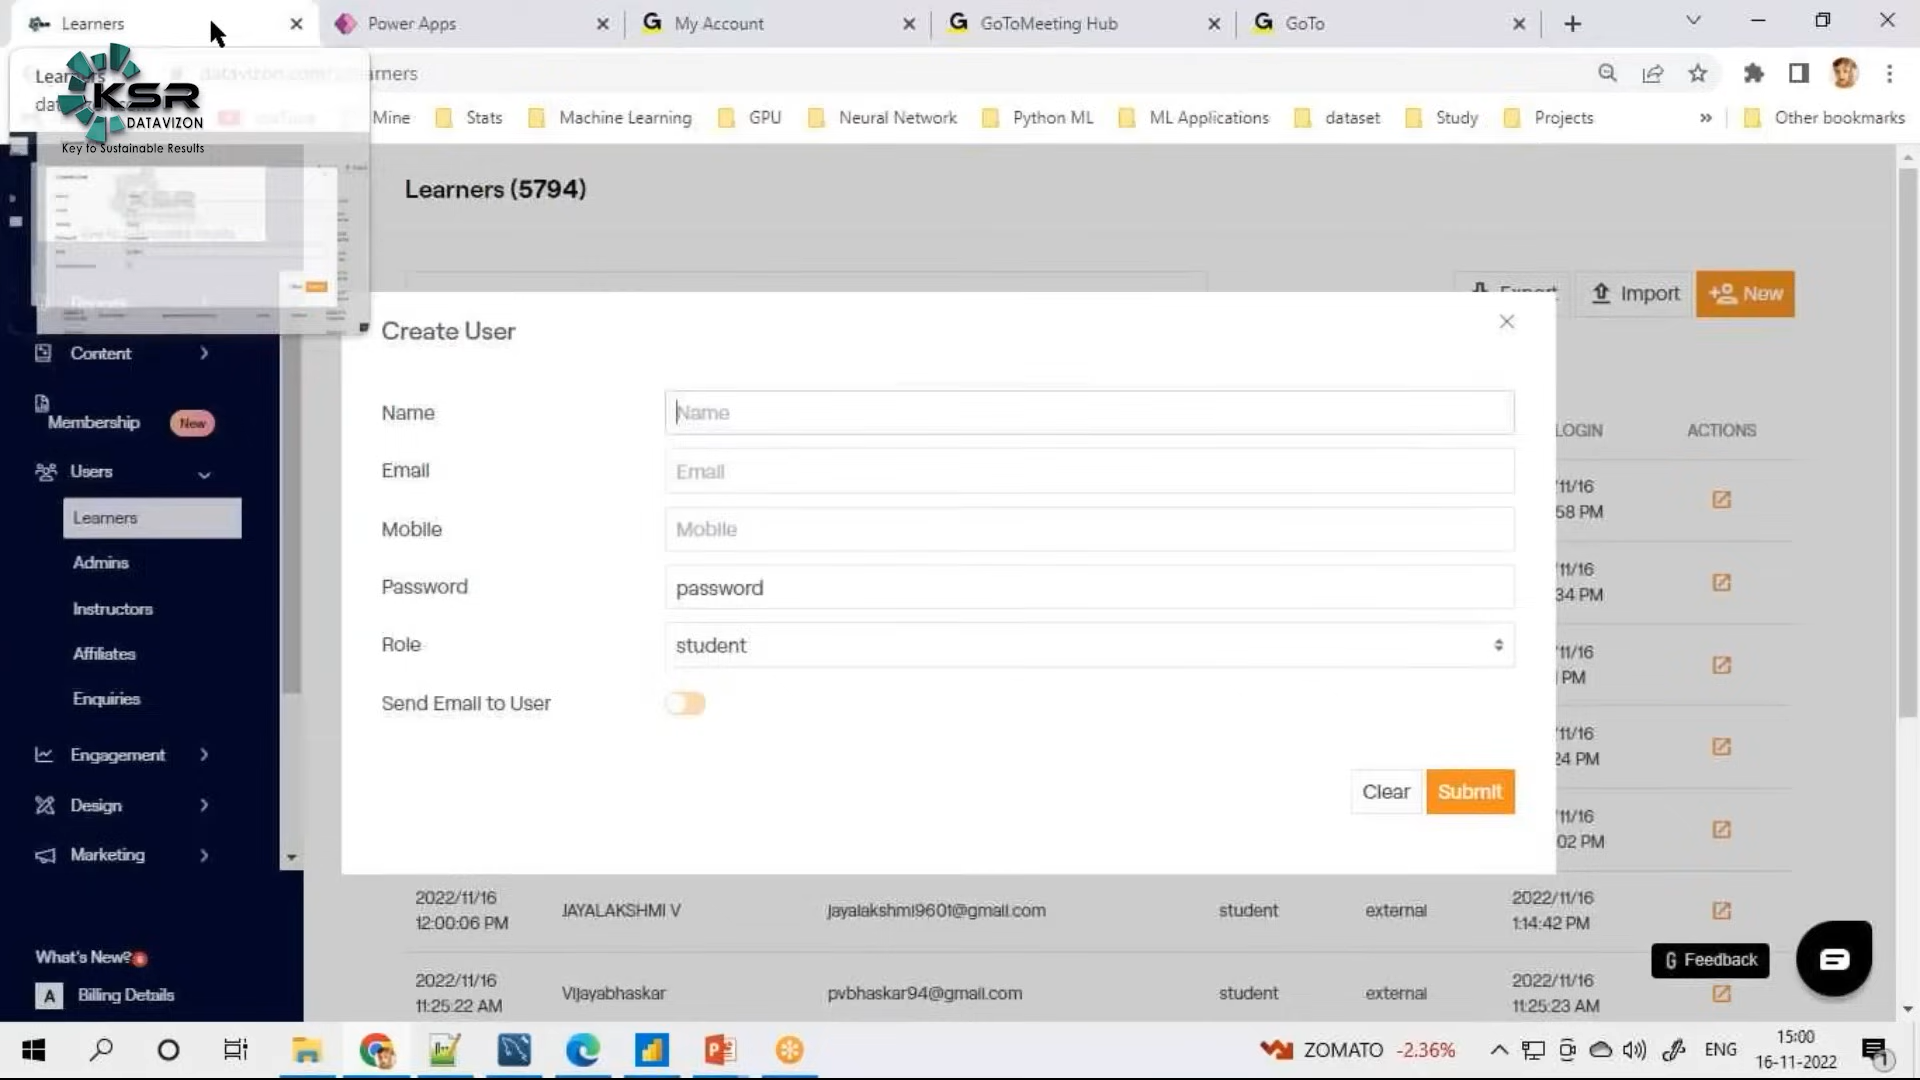 Learners
Power Apps
My Account
GoToMeeting Hub
GoTo
Learners
KSR
DATAVIZON
Key to Sustainable Results
Mine
Stats
Machine Learning
GPU
Neural Network
Python ML
ML Applications
dataset
Study
Projects
Other bookmarks
Learners (5794)
Export
Import
New
Create User
Name
Name
Email
Email
Mobile
Mobile
Password
password
Role
student
Send Email to User
Clear
Submit
LOGIN
ACTIONS
/11/16
58 PM
/11/16
34 PM
/11/16
PM
/11/16
24 PM
/11/16
02 PM
Content
Membership
New
Users
Learners
Admins
Instructors
Affiliates
Enquiries
Engagement
Design
Marketing
What's New?
A Billing Details
2022/11/16
12:00:06 PM
JAYALAKSHMI V
jayalakshmi9601@gmail.com
student
external
2022/11/16
1:14:42 PM
2022/11/16
11:25:22 AM
Vijayabhaskar
pvbhaskar94@gmail.com
student
external
2022/11/16
11:25:23 AM
Feedback
ZOMATO -2.36%
ENG
15:00
16-11-2022
1